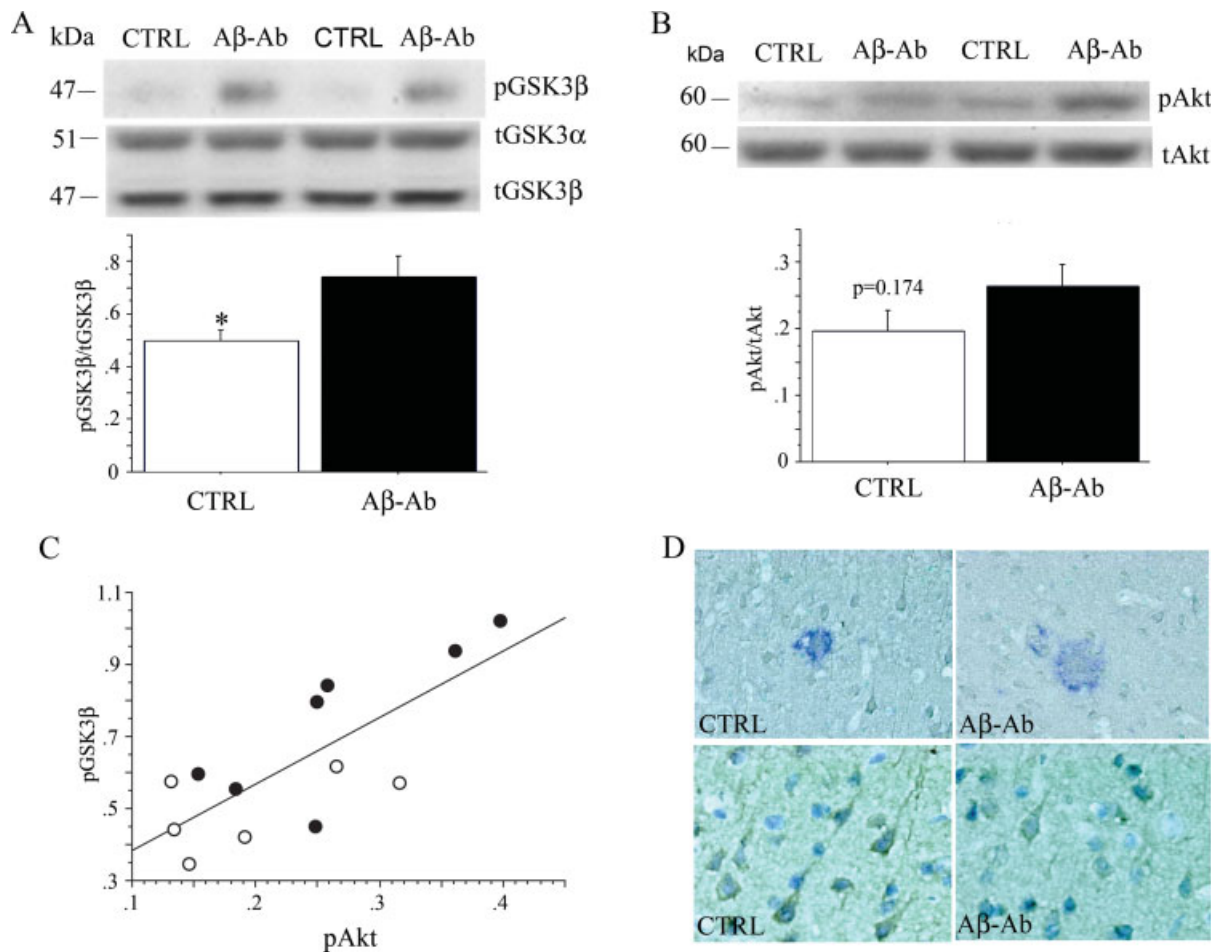 A
kDa CTRL Aβ-Ab CTRL Aβ-Ab
47 pGSK3β
51 tGSK3α
47 tGSK3β
.8
.6
.4
.2
0
pGSK3β/tGSK3β
*
CTRL Aβ-Ab
B
kDa CTRL Aβ-Ab CTRL Aβ-Ab
60 pAkt
60 tAkt
.3
.2
.1
0
pAkt/tAkt
p=0.174
CTRL Aβ-Ab
C
1.1
.9
.7
.5
.3
pGSK3β
.1 .2 .3 .4
pAkt
D
CTRL Aβ-Ab
CTRL Aβ-Ab